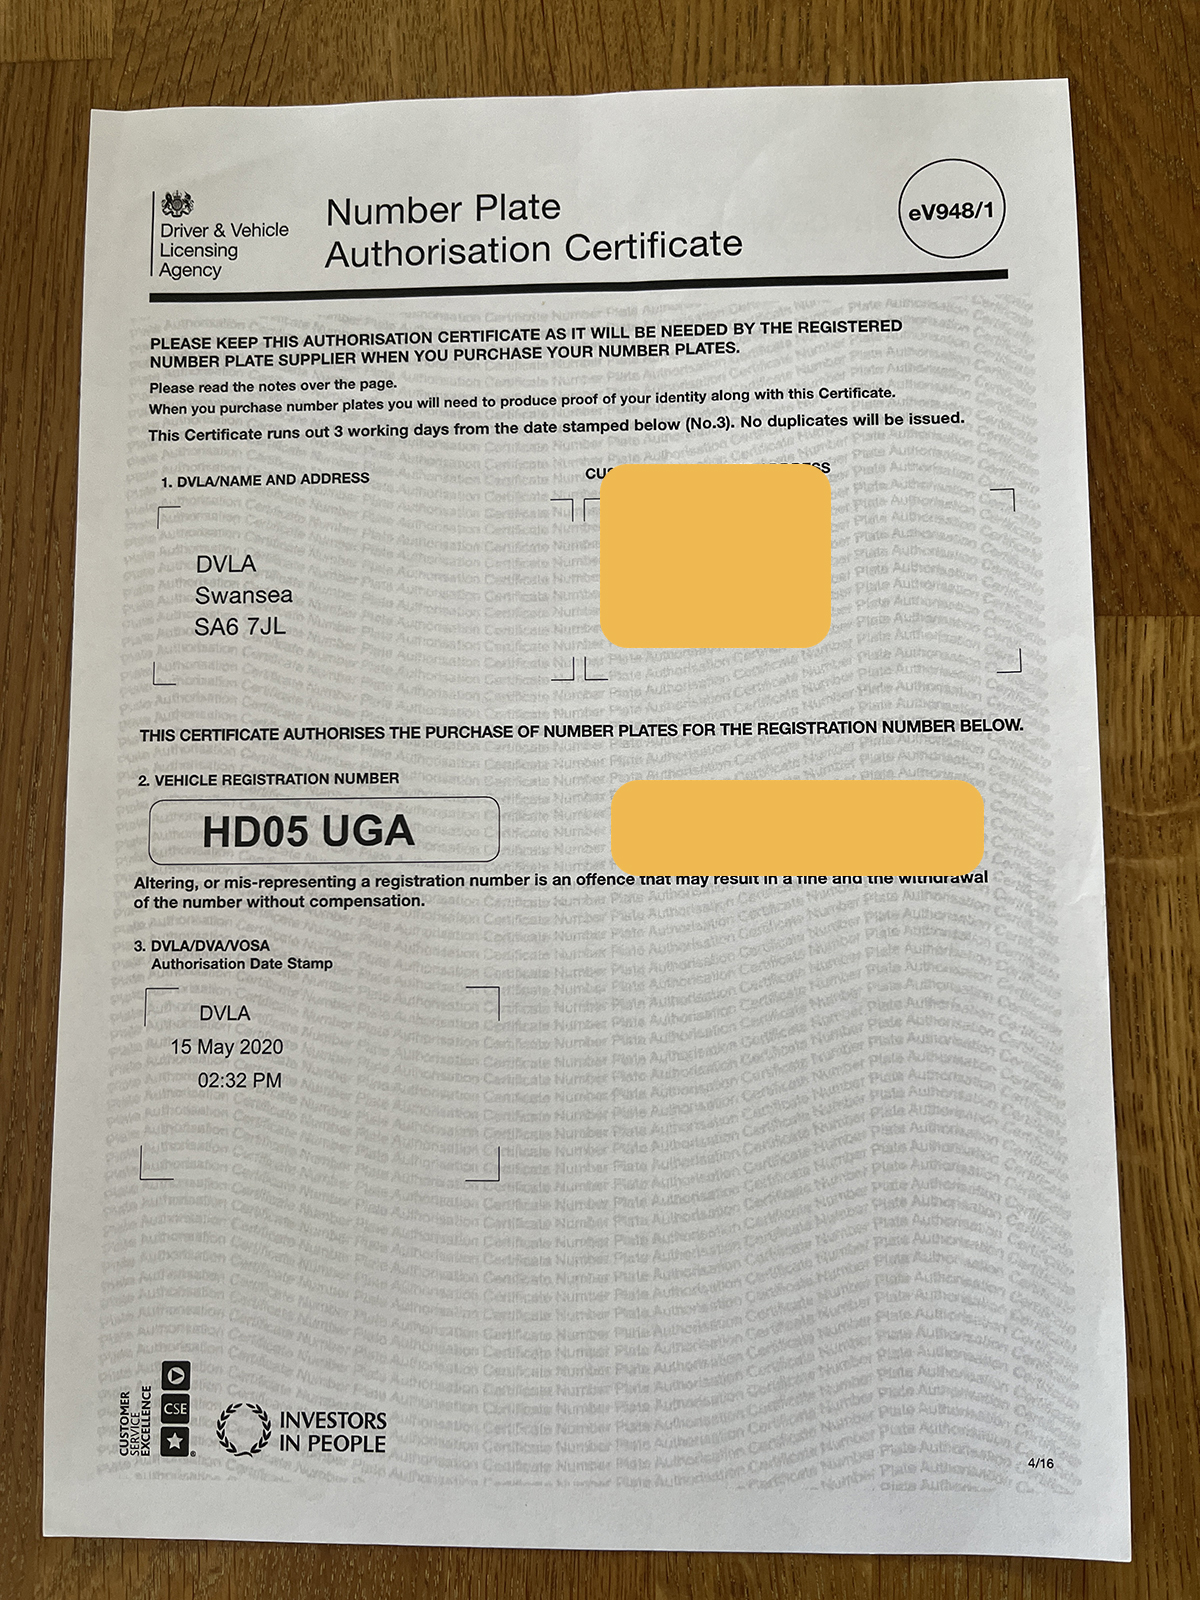 Driver & Vehicle
Licensing
Agency
Number Plate
Authorisation Certificate
eV948/1
PLEASE KEEP THIS AUTHORISATION CERTIFICATE AS IT WILL BE NEEDED BY THE REGISTERED
NUMBER PLATE SUPPLIER WHEN YOU PURCHASE YOUR NUMBER PLATES.
Please read the notes over the page.
When you purchase number plates you will need to produce proof of your identity along with this Certificate.
This Certificate runs out 3 working days from the date stamped below (No.3). No duplicates will be issued.
1. DVLA/NAME AND ADDRESS
DVLA
Swansea
SA6 7JL
THIS CERTIFICATE AUTHORISES THE PURCHASE OF NUMBER PLATES FOR THE REGISTRATION NUMBER BELOW.
2. VEHICLE REGISTRATION NUMBER
HD05 UGA
Altering, or mis-representing a registration number is an offence that may result in a fine and the withdrawal
of the number without compensation.
3. DVLA/DVA/VOSA
Authorisation Date Stamp
DVLA
15 May 2020
02:32 PM
CUSTOMER
SERVICE
EXCELLENCE
CSE
INVESTORS
IN PEOPLE
4/16